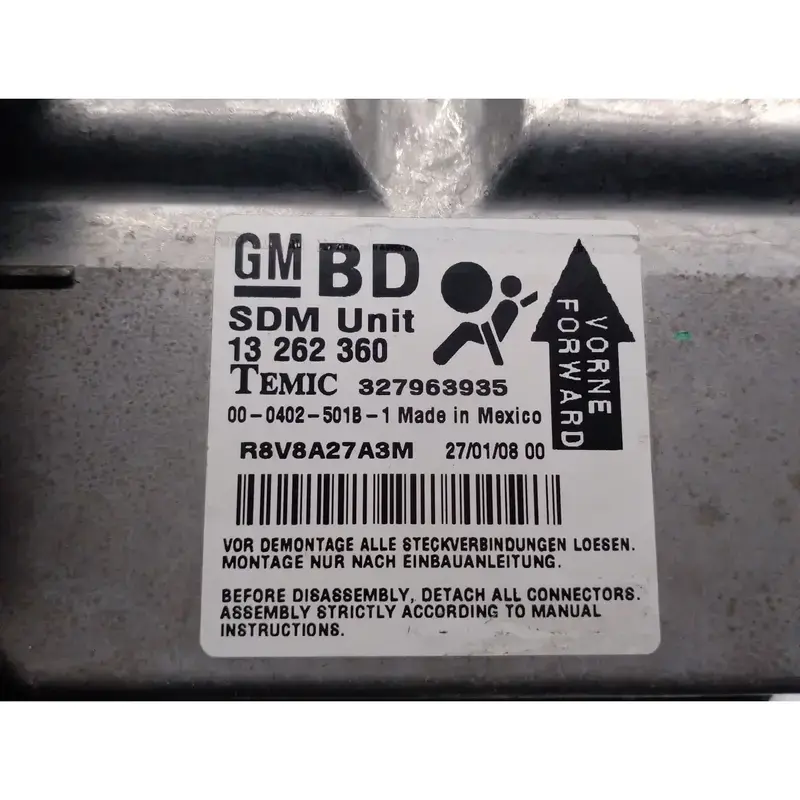 GM BD
SDM Unit
13 262 360
TEMIC 327963935
00-0402-501B-1 Made in Mexico
R8V8A27A3M 27/01/08 00
VORNE
FORWARD
VOR DEMONTAGE ALLE STECKVERBINDUNGEN LOESEN.
MONTAGE NUR NACH EINBAUANLEITUNG.
BEFORE DISASSEMBLY, DETACH ALL CONNECTORS.
ASSEMBLY STRICTLY ACCORDING TO MANUAL
INSTRUCTIONS.